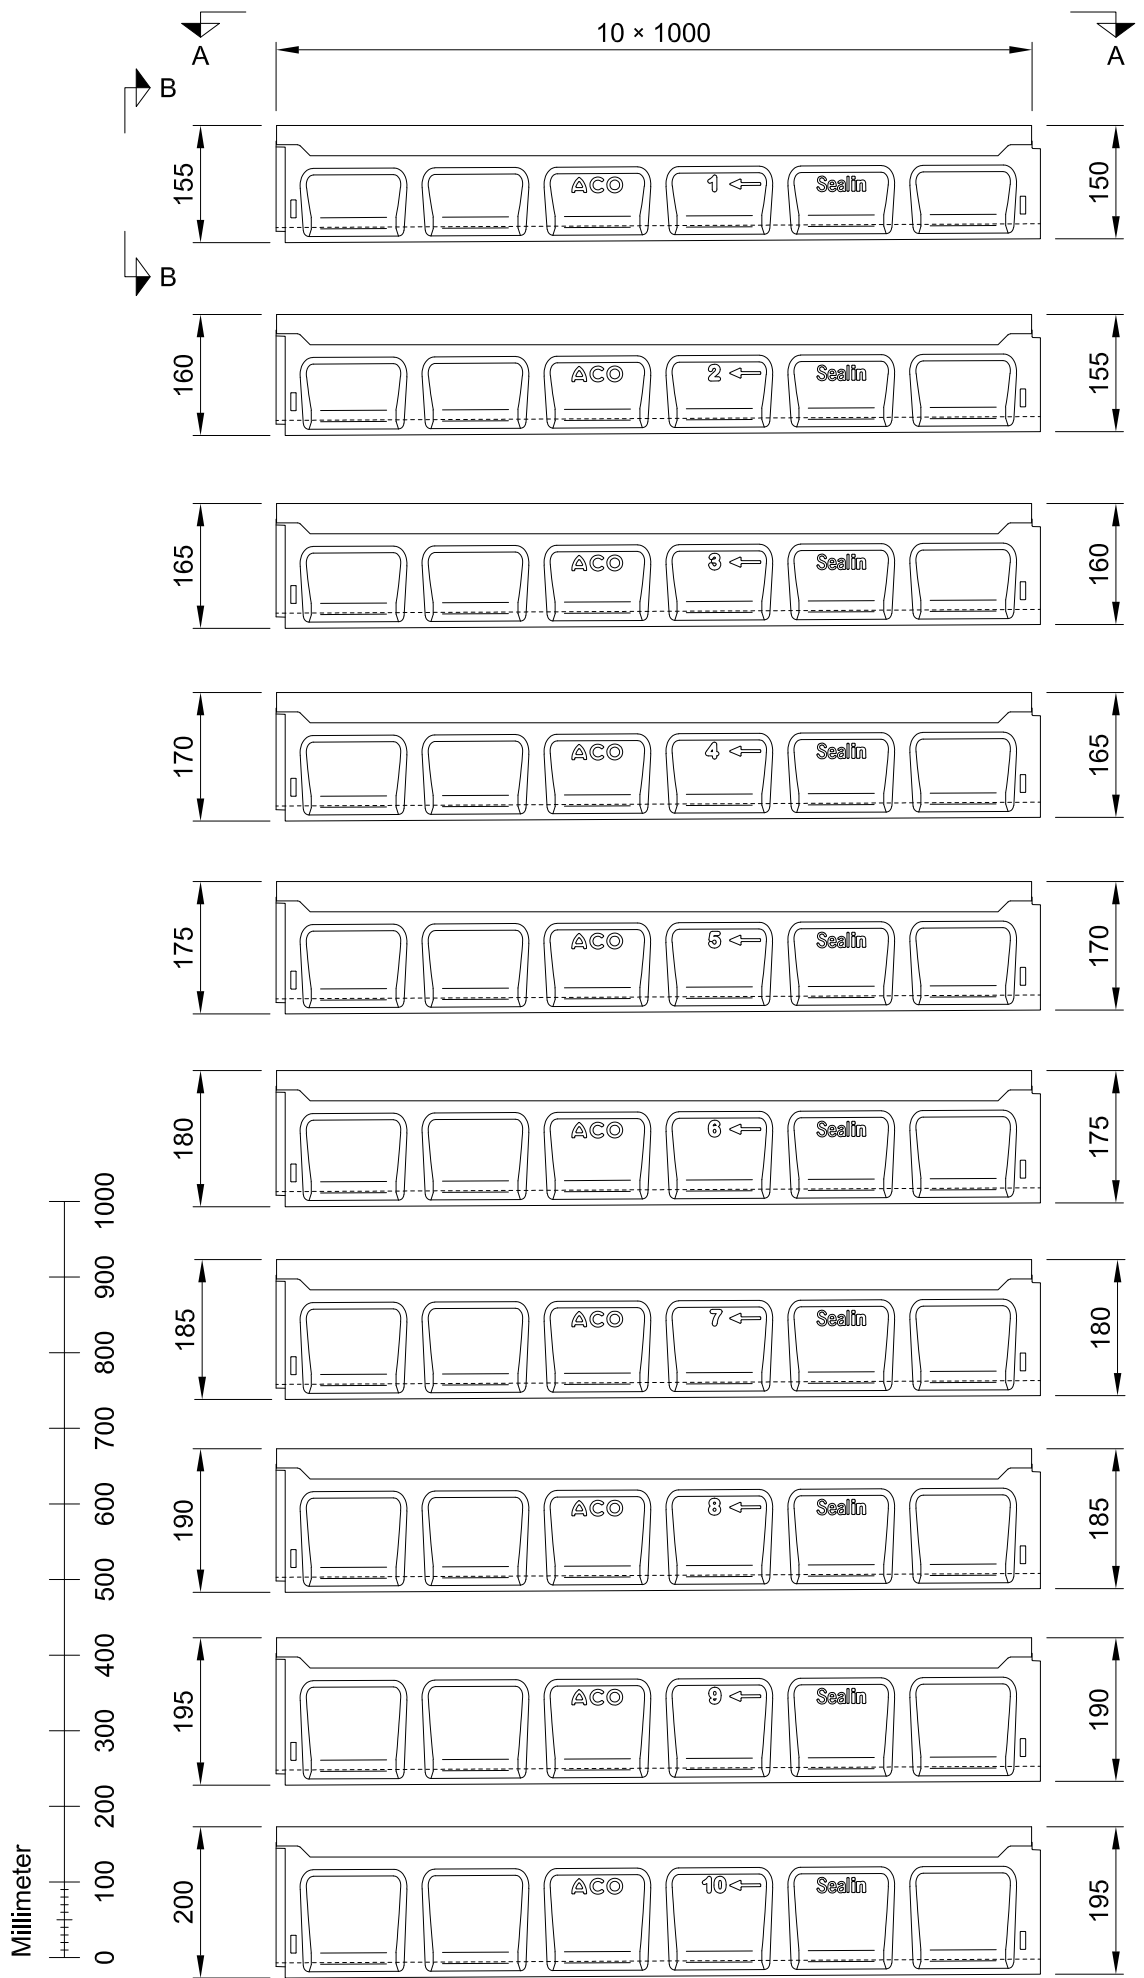 10 × 1000
A A
B
155 ACO 1 Sealin 150
B
160 ACO 2 Sealin 155
165 ACO 3 Sealin 160
170 ACO 4 Sealin 165
175 ACO 5 Sealin 170
180 ACO 6 Sealin 175
185 ACO 7 Sealin 180
190 ACO 8 Sealin 185
195 ACO 9 Sealin 190
200 ACO 10 Sealin 195
1000
900
800
700
600
500
400
300
200
100
0
Millimeter